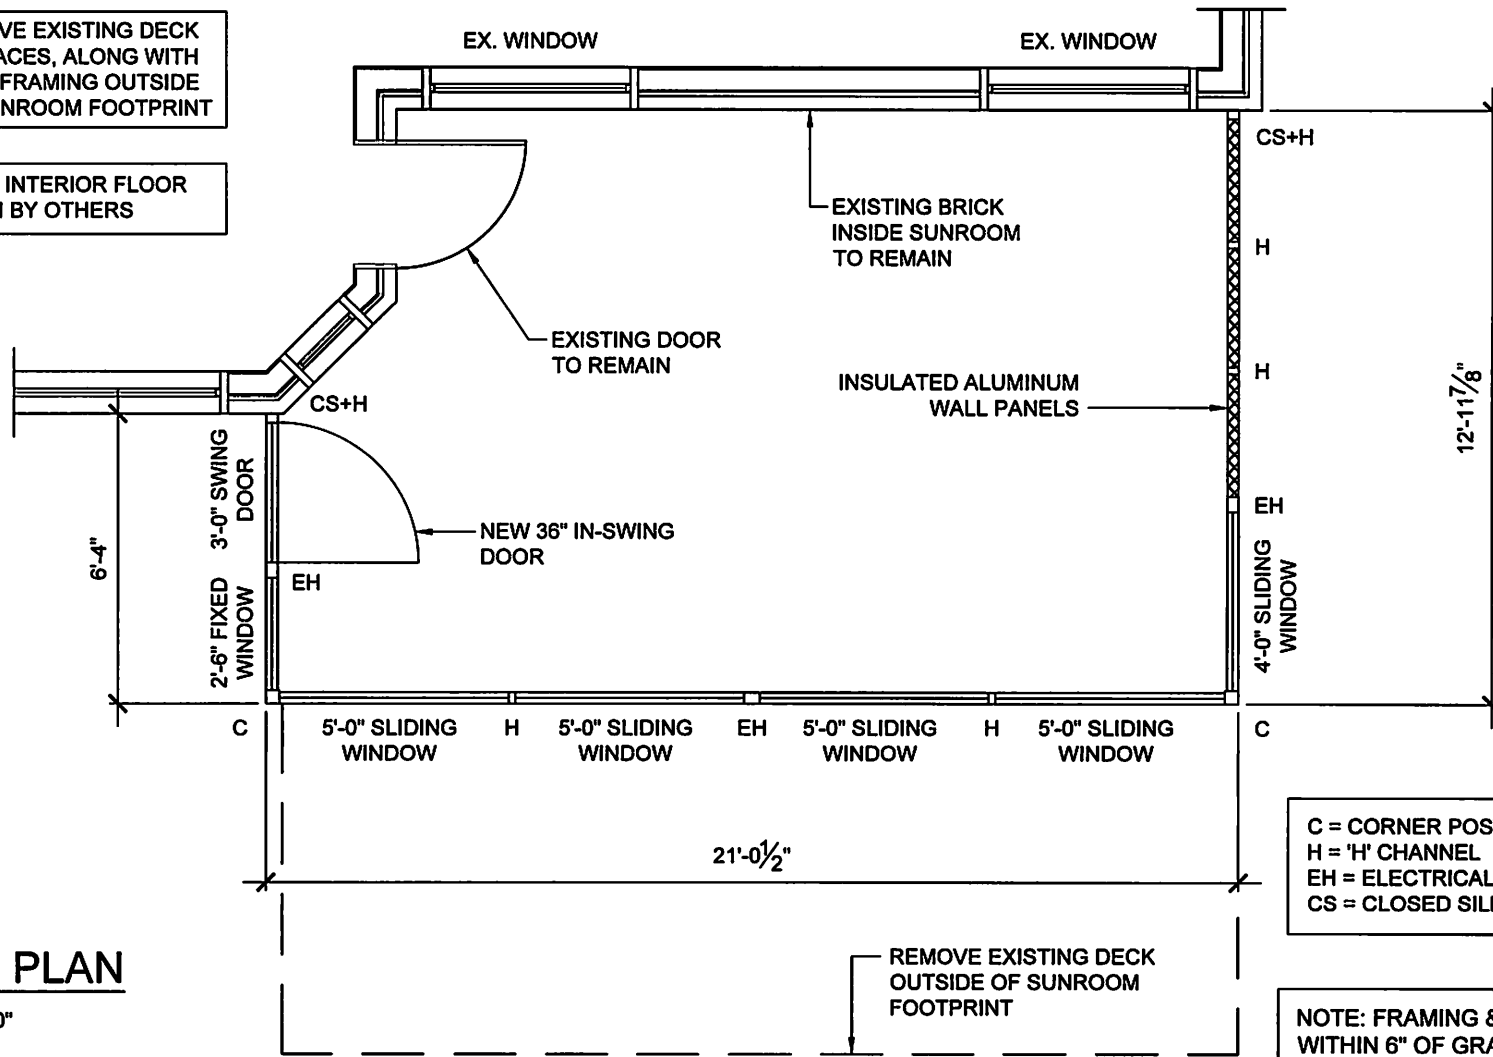 VE EXISTING DECK
ACES, ALONG WITH
FRAMING OUTSIDE
NROOM FOOTPRINT
INTERIOR FLOOR
BY OTHERS
EX. WINDOW
EX. WINDOW
CS+H
EXISTING BRICK
INSIDE SUNROOM
TO REMAIN
H
EXISTING DOOR
TO REMAIN
H
INSULATED ALUMINUM
WALL PANELS
12'-11 7/8"
CS+H
3'-0" SWING
DOOR
NEW 36" IN-SWING
DOOR
EH
6'-4"
EH
2'-6" FIXED
WINDOW
4'-0" SLIDING
WINDOW
C
5'-0" SLIDING
WINDOW
H
5'-0" SLIDING
WINDOW
EH
5'-0" SLIDING
WINDOW
H
5'-0" SLIDING
WINDOW
C
21'-0 1/2"
C = CORNER POS
H = 'H' CHANNEL
EH = ELECTRICAL
CS = CLOSED SILL
PLAN
0"
REMOVE EXISTING DECK
OUTSIDE OF SUNROOM
FOOTPRINT
NOTE: FRAMING &
WITHIN 6" OF GRA